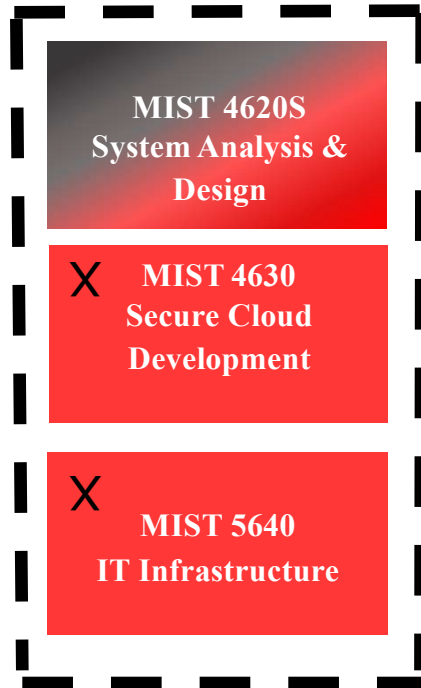 MIST 4620S
System Analysis &
Design
X MIST 4630
Secure Cloud
Development
X
MIST 5640
IT Infrastructure